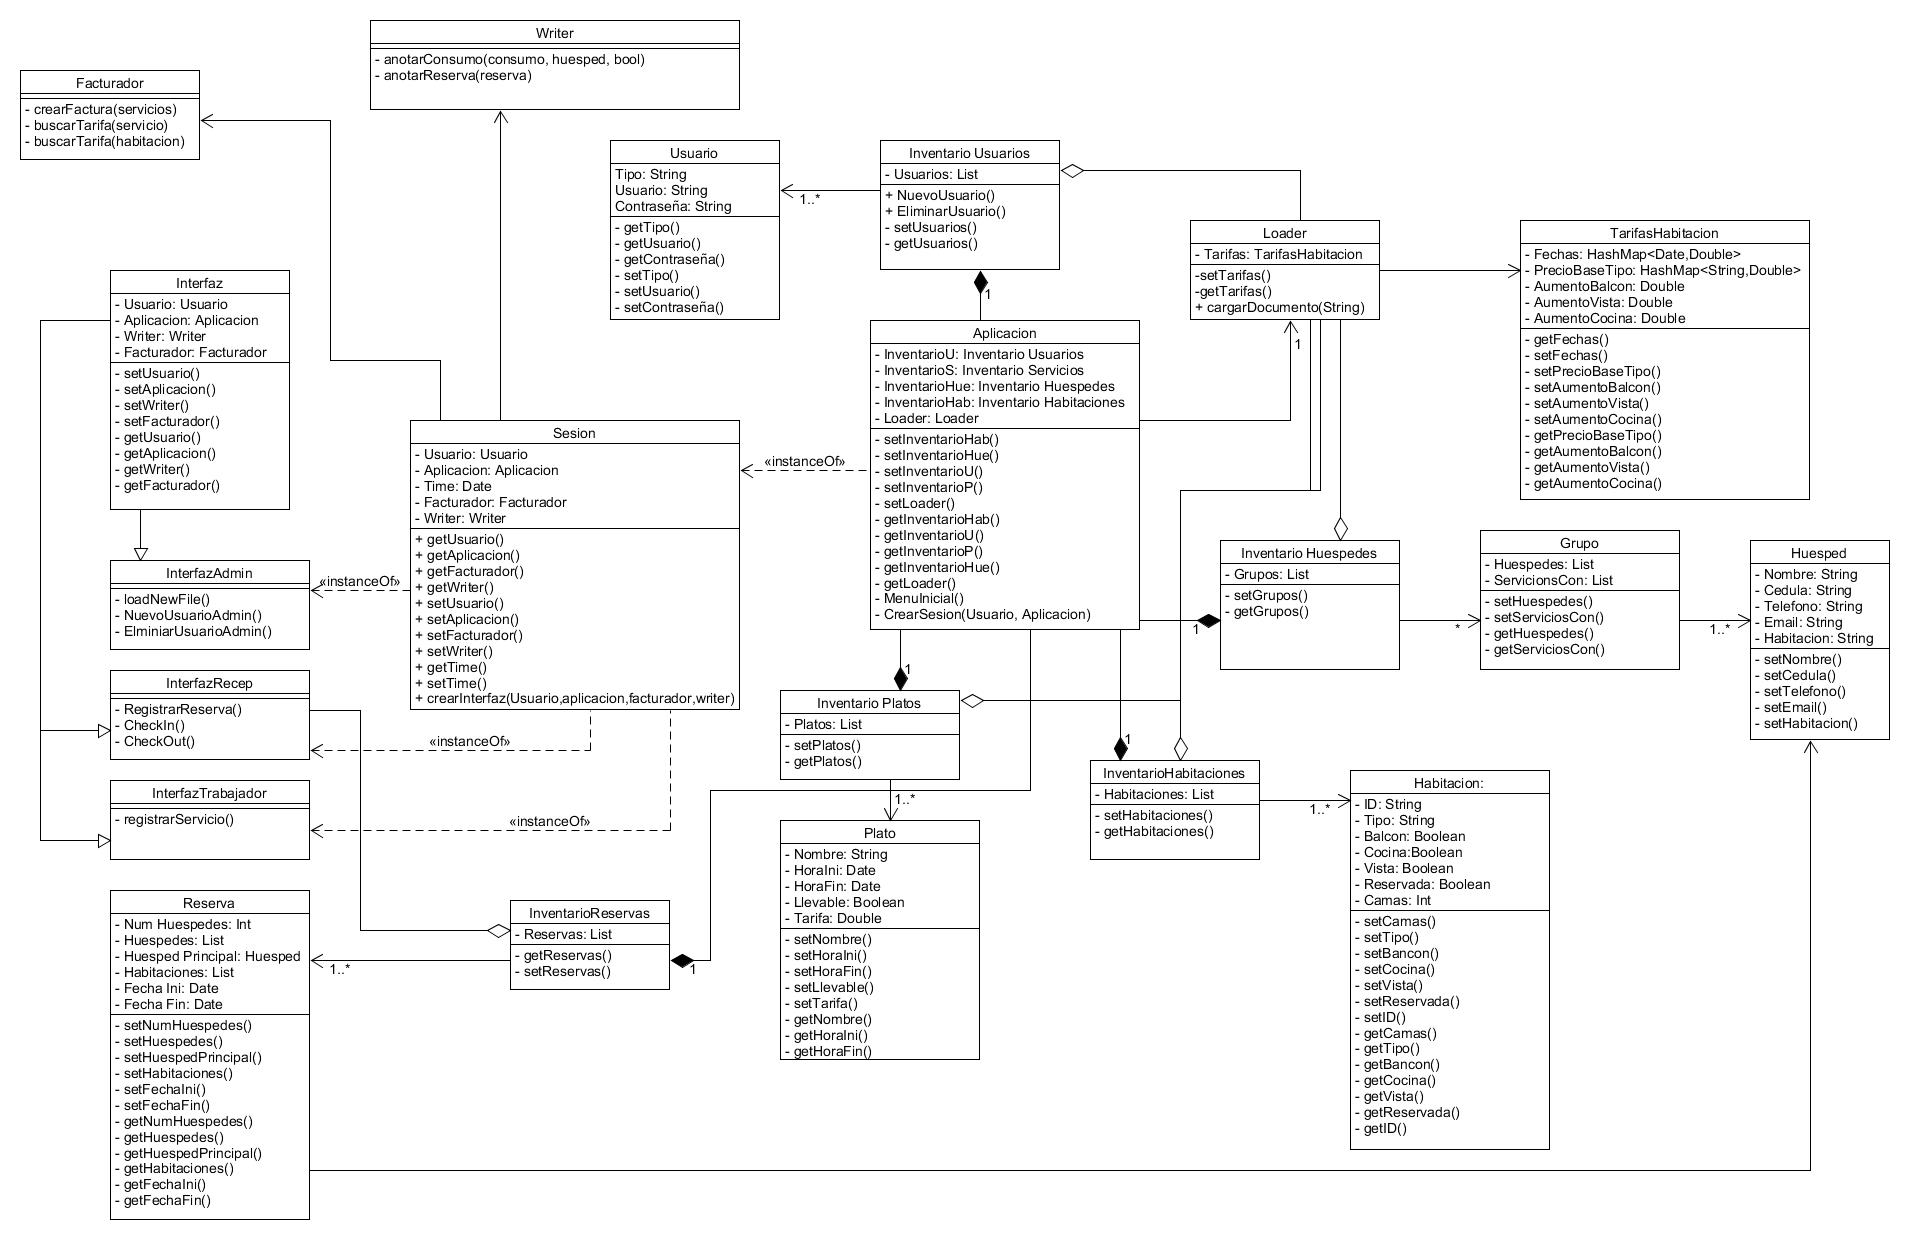 Writer
- anotarConsumo(consumo, huesped, bool)
- anotarReserva(reserva)
Facturador
- crearFactura(servicios)
- buscarTarifa(servicio)
- buscarTarifa(habitacion)
Usuario
Tipo: String
Usuario: String
Contraseña: String
- getTipo()
- getUsuario()
- getContraseña()
- setTipo()
- setUsuario()
- setContraseña()
1..*
Inventario Usuarios
- Usuarios: List
+ NuevoUsuario()
+ EliminarUsuario()
- setUsuarios()
- getUsuarios()
1
Loader
- Tarifas: TarifasHabitacion
-setTarifas()
-getTarifas()
+ cargarDocumento(String)
1
TarifasHabitacion
- Fechas: HashMap<Date,Double>
- PrecioBaseTipo: HashMap<String,Double>
- AumentoBalcon: Double
- AumentoVista: Double
- AumentoCocina: Double
- getFechas()
- setFechas()
- setPrecioBaseTipo()
- setAumentoBalcon()
- setAumentoVista()
- setAumentoCocina()
- getPrecioBaseTipo()
- getAumentoBalcon()
- getAumentoVista()
- getAumentoCocina()
Interfaz
- Usuario: Usuario
- Aplicacion: Aplicacion
- Writer: Writer
- Facturador: Facturador
- setUsuario()
- setAplicacion()
- setWriter()
- setFacturador()
- getUsuario()
- getAplicacion()
- getWriter()
- getFacturador()
Aplicacion
- InventarioU: Inventario Usuarios
- InventarioS: Inventario Servicios
- InventarioHue: Inventario Huespedes
- InventarioHab: Inventario Habitaciones
- Loader: Loader
- setInventarioHab()
- setInventarioHue()
- setInventarioU()
- setInventarioP()
- setLoader()
- getInventarioHab()
- getInventarioU()
- getInventarioP()
- getInventarioHue()
- getLoader()
- MenuInicial()
- CrearSesion(Usuario, Aplicacion)
«instanceOf»
Sesion
- Usuario: Usuario
- Aplicacion: Aplicacion
- Time: Date
- Facturador: Facturador
- Writer: Writer
+ getUsuario()
+ getAplicacion()
+ getFacturador()
+ getWriter()
+ setUsuario()
+ setAplicacion()
+ setFacturador()
+ setWriter()
+ getTime()
+ setTime()
+ crearInterfaz(Usuario,aplicacion,facturador,writer)
«instanceOf»
InterfazAdmin
- loadNewFile()
- NuevoUsuarioAdmin()
- ElminiarUsuarioAdmin()
InterfazRecep
- RegistrarReserva()
- CheckIn()
- CheckOut()
«instanceOf»
InterfazTrabajador
- registrarServicio()
«instanceOf»
Inventario Huespedes
- Grupos: List
- setGrupos()
- getGrupos()
1
*
Grupo
- Huespedes: List
- ServicionsCon: List
- setHuespedes()
- setServiciosCon()
- getHuespedes()
- getServiciosCon()
1..*
Huesped
- Nombre: String
- Cedula: String
- Telefono: String
- Email: String
- Habitacion: String
- setNombre()
- setCedula()
- setTelefono()
- setEmail()
- setHabitacion()
1
Inventario Platos
- Platos: List
- setPlatos()
- getPlatos()
1..*
Plato
- Nombre: String
- HoraIni: Date
- HoraFin: Date
- Llevable: Boolean
- Tarifa: Double
- setNombre()
- setHoraIni()
- setHoraFin()
- setLlevable()
- setTarifa()
- getNombre()
- getHoraIni()
- getHoraFin()
1
InventarioHabitaciones
- Habitaciones: List
- setHabitaciones()
- getHabitaciones()
1..*
Habitacion:
- ID: String
- Tipo: String
- Balcon: Boolean
- Cocina:Boolean
- Vista: Boolean
- Reservada: Boolean
- Camas: Int
- setCamas()
- setTipo()
- setBancon()
- setCocina()
- setVista()
- setReservada()
- setID()
- getCamas()
- getTipo()
- getBancon()
- getCocina()
- getVista()
- getReservada()
- getID()
Reserva
- Num Huespedes: Int
- Huespedes: List
- Huesped Principal: Huesped
- Habitaciones: List
- Fecha Ini: Date
- Fecha Fin: Date
- setNumHuespedes()
- setHuespedes()
- setHuespedPrincipal()
- setHabitaciones()
- setFechaIni()
- setFechaFin()
- getNumHuespedes()
- getHuespedes()
- getHuespedPrincipal()
- getHabitaciones()
- getFechaIni()
- getFechaFin()
1..*
InventarioReservas
- Reservas: List
- getReservas()
- setReservas()
1